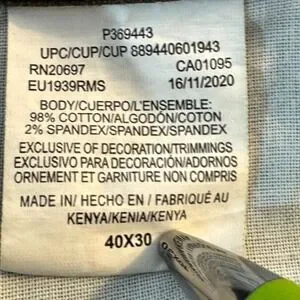 P369443
UPC/CUP/CUP 889440601943
RN20697 CA01095
EU1939RMS 16/11/2020
BODY/CUERPO/L'ENSEMBLE:
98% COTTON/ALGODÓN/COTON
2% SPANDEX/SPANDEX/SPANDEX
EXCLUSIVE OF DECORATION/TRIMMINGS
EXCLUSIVO PARA DECORACIÓN/ADORNOS
ORNEMENT ET GARNITURE NON COMPRIS
MADE IN/ HECHO EN / FABRIQUÉ AU
KENYA/KENIA/KENYA
40X30